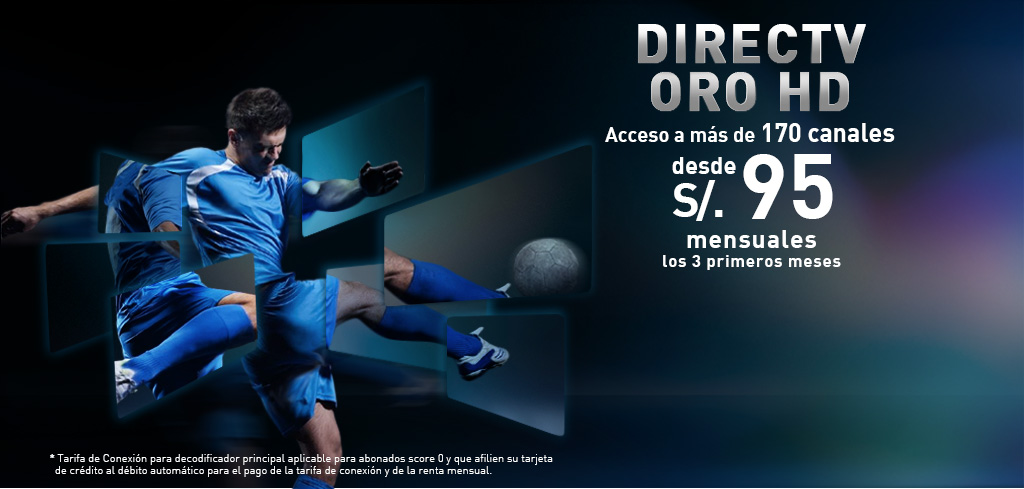 DIRECTV
ORO HD
Acceso a más de 170 canales
desde
S/. 95
mensuales
los 3 primeros meses
* Tarifa de Conexión para decodificador principal aplicable para abonados score 0 y que afilien su tarjeta
de crédito al débito automático para el pago de la tarifa de conexión y de la renta mensual.